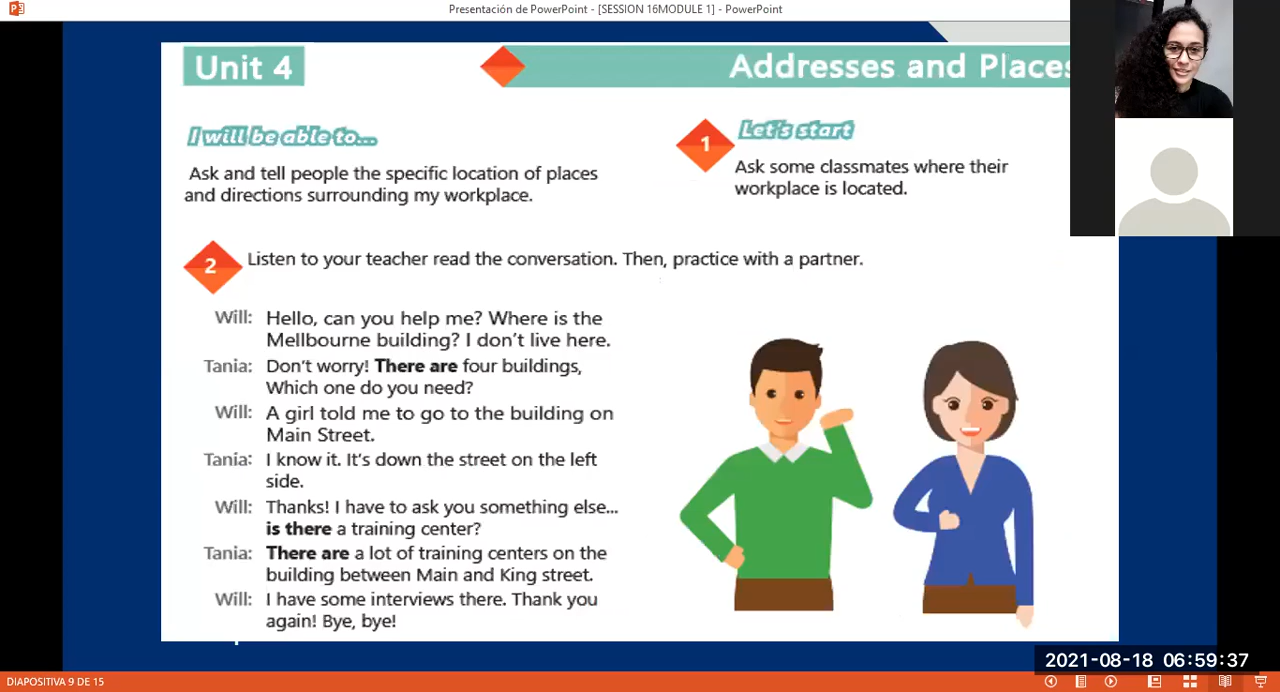 Presentación de PowerPoint - [SESSION 16MODULE 1] - PowerPoint
Unit 4
Addresses and Places
I will be able to...
Ask and tell people the specific location of places
and directions surrounding my workplace.
1
Let's start
Ask some classmates where their
workplace is located.
2
Listen to your teacher read the conversation. Then, practice with a partner.
Will: Hello, can you help me? Where is the
Mellbourne building? I don't live here.
Tania: Don't worry! There are four buildings,
Which one do you need?
Will: A girl told me to go to the building on
Main Street.
Tania: I know it. It's down the street on the left
side.
Will: Thanks! I have to ask you something else...
is there a training center?
Tania: There are a lot of training centers on the
building between Main and King street.
Will: I have some interviews there. Thank you
again! Bye, bye!
2021-08-18 06:59:37
DIAPOSITIVA 9 DE 15